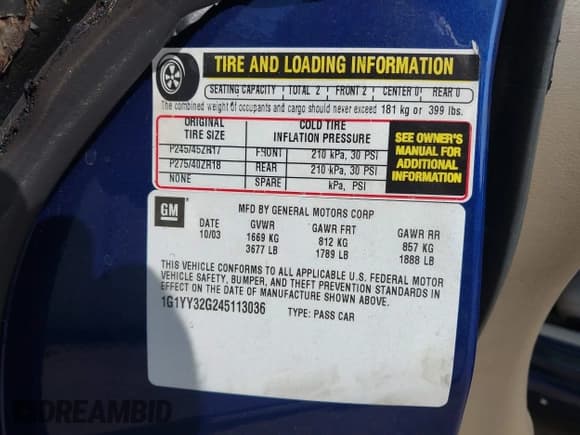 TIRE AND LOADING INFORMATION
SEATING CAPACITY TOTAL 2 FRONT 2 CENTER 0 REAR 0
The combined weight of occupants and cargo should never exceed 181 kg or 399 lbs.
ORIGINAL TIRE SIZE COLD TIRE INFLATION PRESSURE
P245/45ZR17 FRONT 210 kPa, 30 PSI
P275/40ZR18 REAR 210 kPa, 30 PSI
NONE SPARE kPa, PSI
SEE OWNER'S
MANUAL FOR
ADDITIONAL
INFORMATION
GM
MFD BY GENERAL MOTORS CORP
DATE GVWR GAWR FRT GAWR RR
10/03 1669 KG 812 KG 857 KG
3677 LB 1789 LB 1888 LB
THIS VEHICLE CONFORMS TO ALL APPLICABLE U.S. FEDERAL MOTOR
VEHICLE SAFETY, BUMPER, AND THEFT PREVENTION STANDARDS IN
EFFECT ON THE DATE OF MANUFACTURE SHOWN ABOVE.
1G1YY32G245113036 TYPE: PASS CAR
DREAMBID